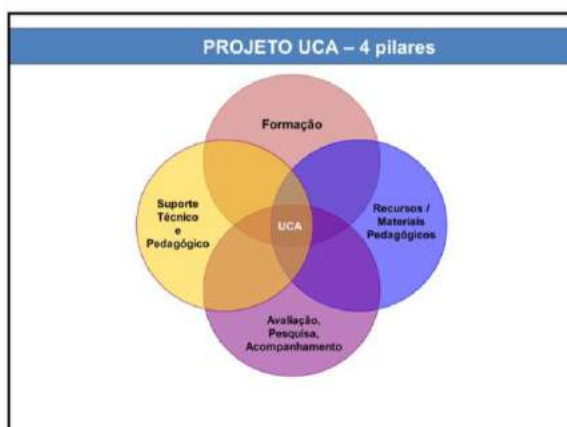 PROJETO UCA – 4 pilares
Formação
Suporte
Técnico
e
Pedagógico
UCA
Recursos /
Materiais
Pedagógicos
Avaliação,
Pesquisa,
Acompanhamento